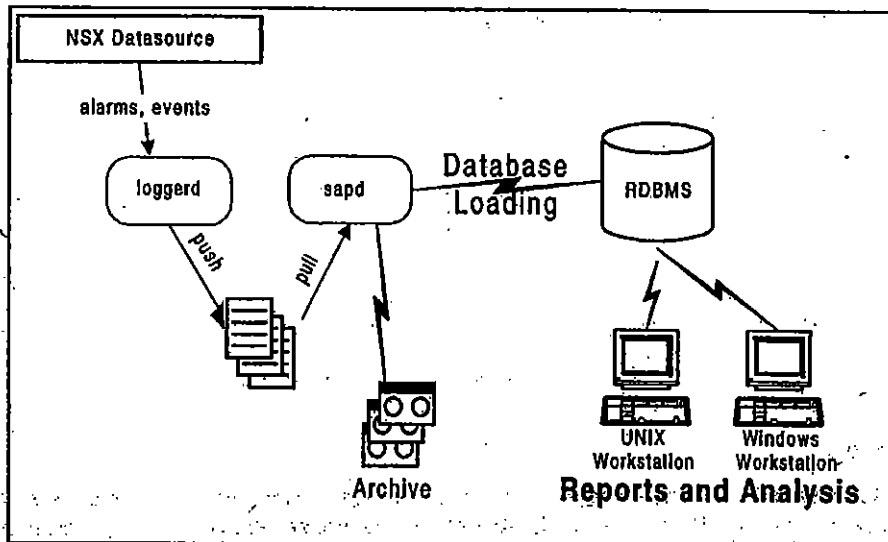 NSX Datasource
alarms, events
loggerd
sapd
Database
Loading
RDBMS
push
pull
Archive
UNIX
Workstation
Windows
Workstation
Reports and Analysis